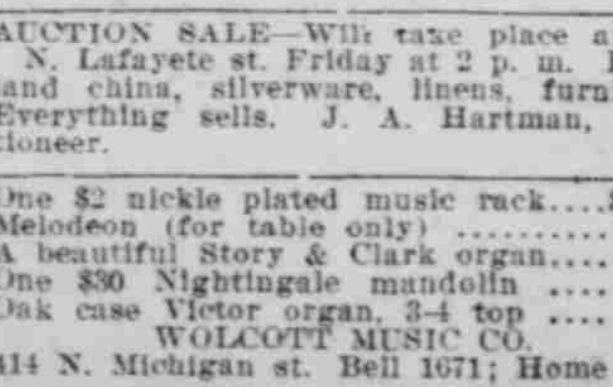 AUCTION SALE—Will take place a
N. Lafayete st. Friday at 2 p. m.
and china, silverware, linens, furni
Everything sells. J. A. Hartman,
tioneer.
One $2 nickle plated music rack....$
Melodeon (for table only) ..........
A beautiful Story & Clark organ....
One $30 Nightingale mandolin ....
Oak case Victor organ, 3-4 top ....
WOLCOTT MUSIC CO.
414 N. Michigan st. Bell 1671; Home